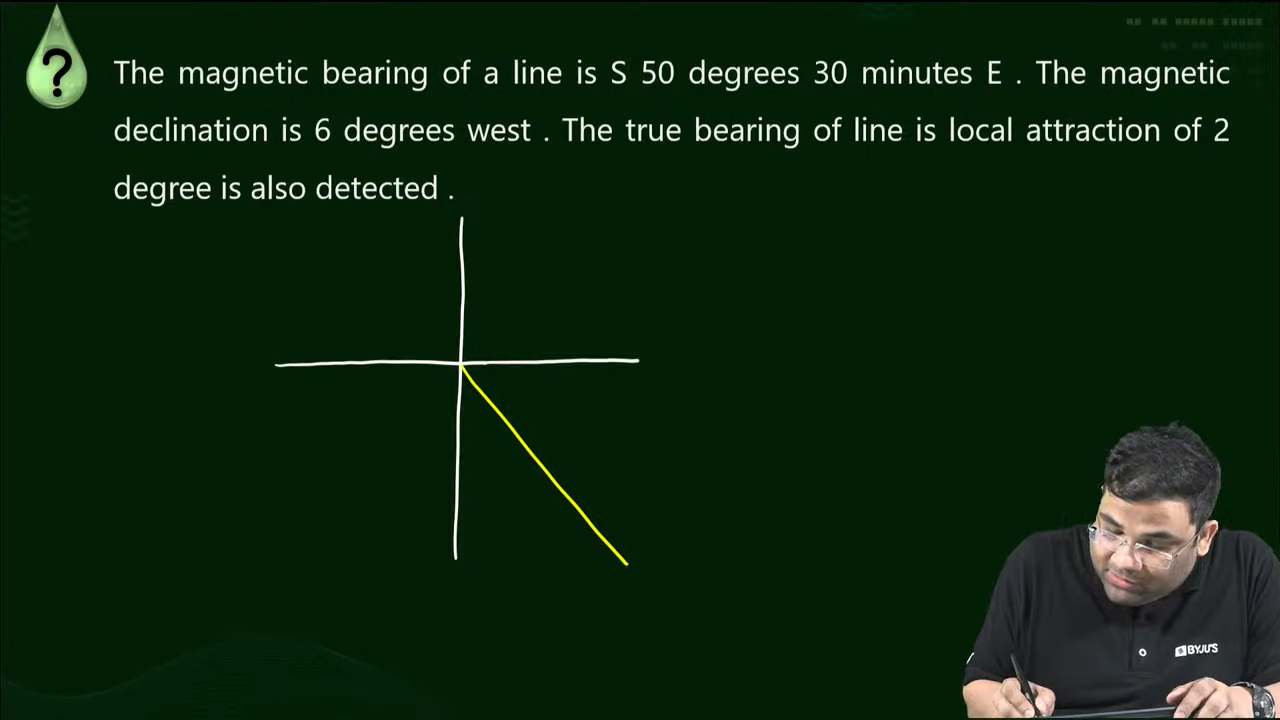 ?
The magnetic bearing of a line is S 50 degrees 30 minutes E . The magnetic
declination is 6 degrees west . The true bearing of line is local attraction of 2
degree is also detected .
BYJU'S